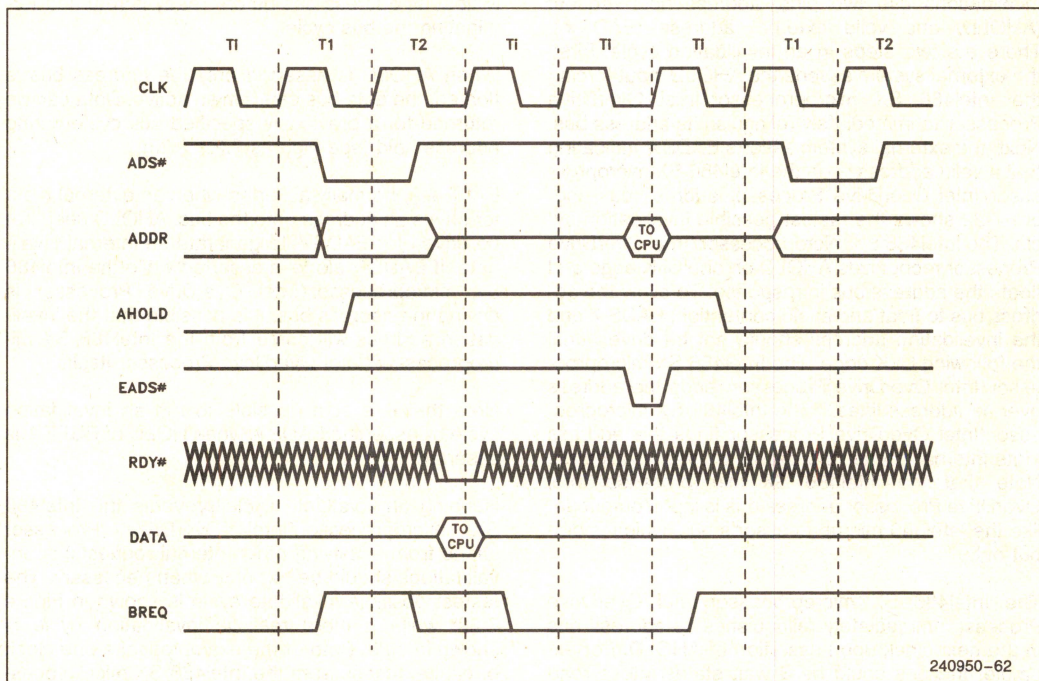 Ti T1 T2 Ti Ti Ti T1 T2
CLK
ADS#
ADDR
TO
CPU
AHOLD
EADS#
RDY#
DATA
TO
CPU
BREQ
240950-62